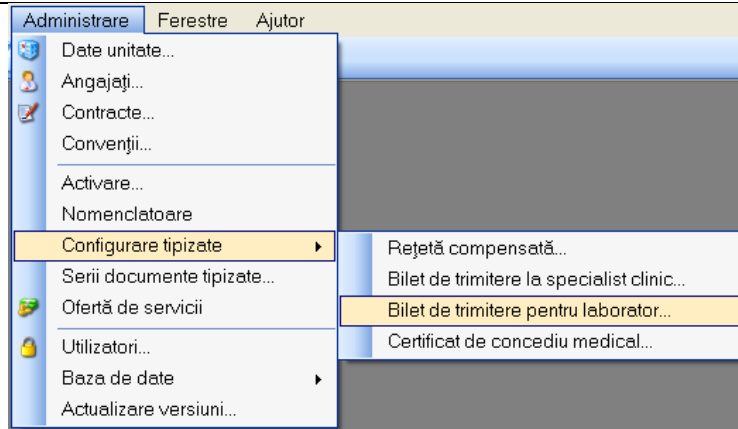 Administrare Ferestre Ajutor
Date unitate...
Angajaţi...
Contracte...
Convenţii...
Activare...
Nomenclatoare
Configurare tipizate
Serii documente tipizate...
Ofertă de servicii
Utilizatori...
Baza de date
Actualizare versiuni...
Reţetă compensată...
Bilet de trimitere la specialist clinic...
Bilet de trimitere pentru laborator...
Certificat de concediu medical...